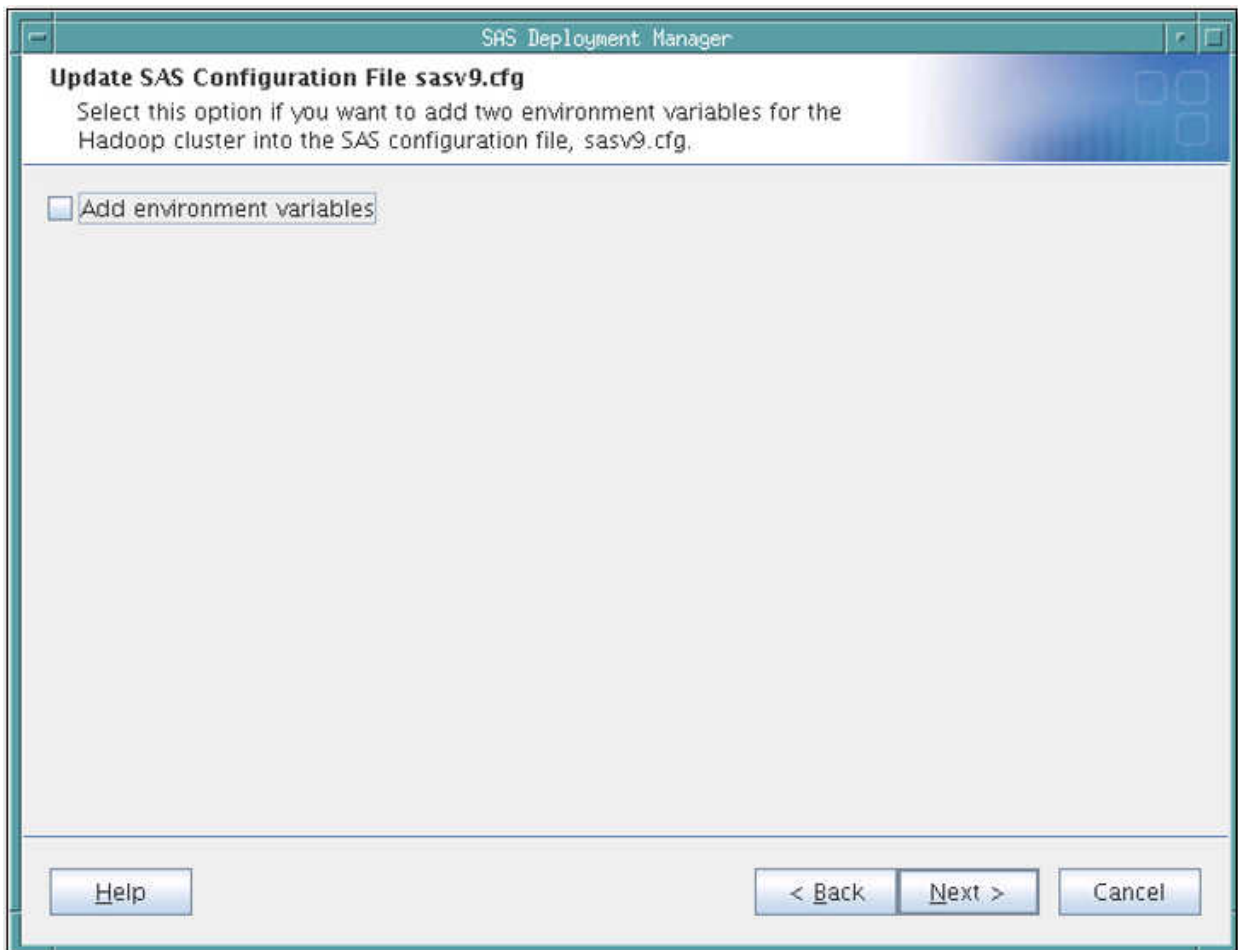 SAS Deployment Manager
Update SAS Configuration File sasv9.cfg
Select this option if you want to add two environment variables for the
Hadoop cluster into the SAS configuration file, sasv9.cfg.
Add environment variables
Help
< Back
Next >
Cancel